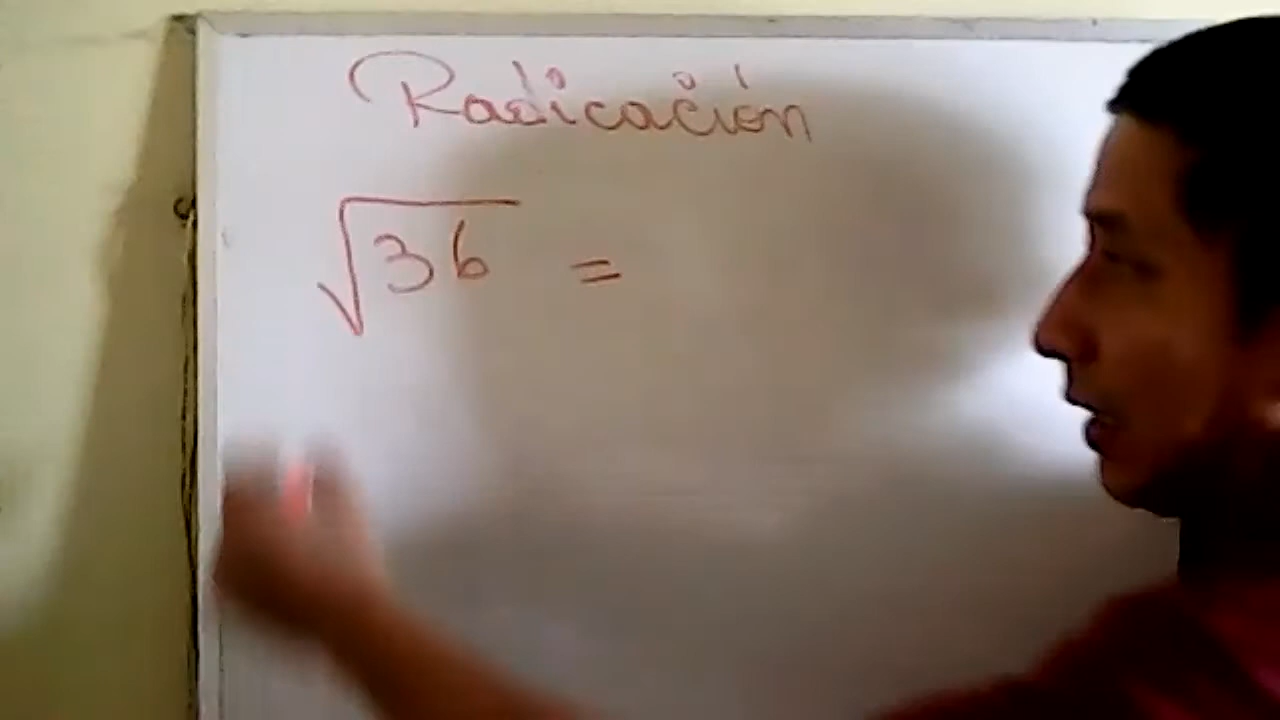 Radicación
√36 =